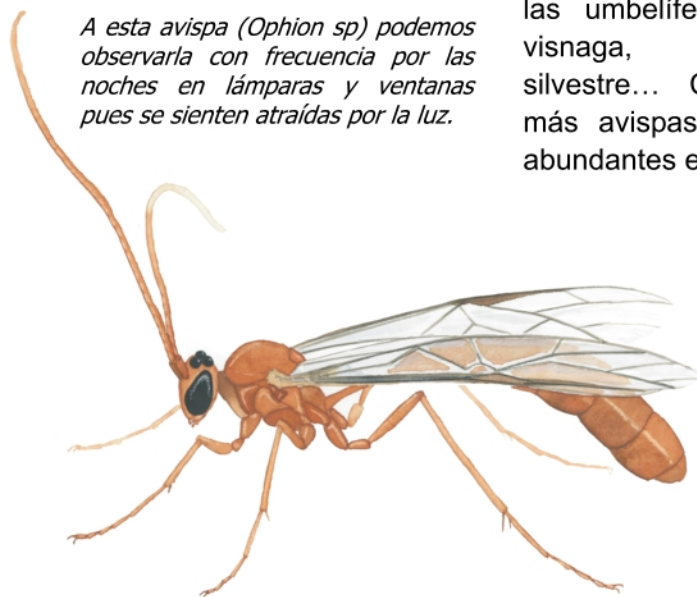 A esta avispa (Ophion sp) podemos
observarla con frecuencia por las
noches en lámparas y ventanas
pues se sienten atraídas por la luz.
las
visnaga,
silvestre…
más avispas
abundantes